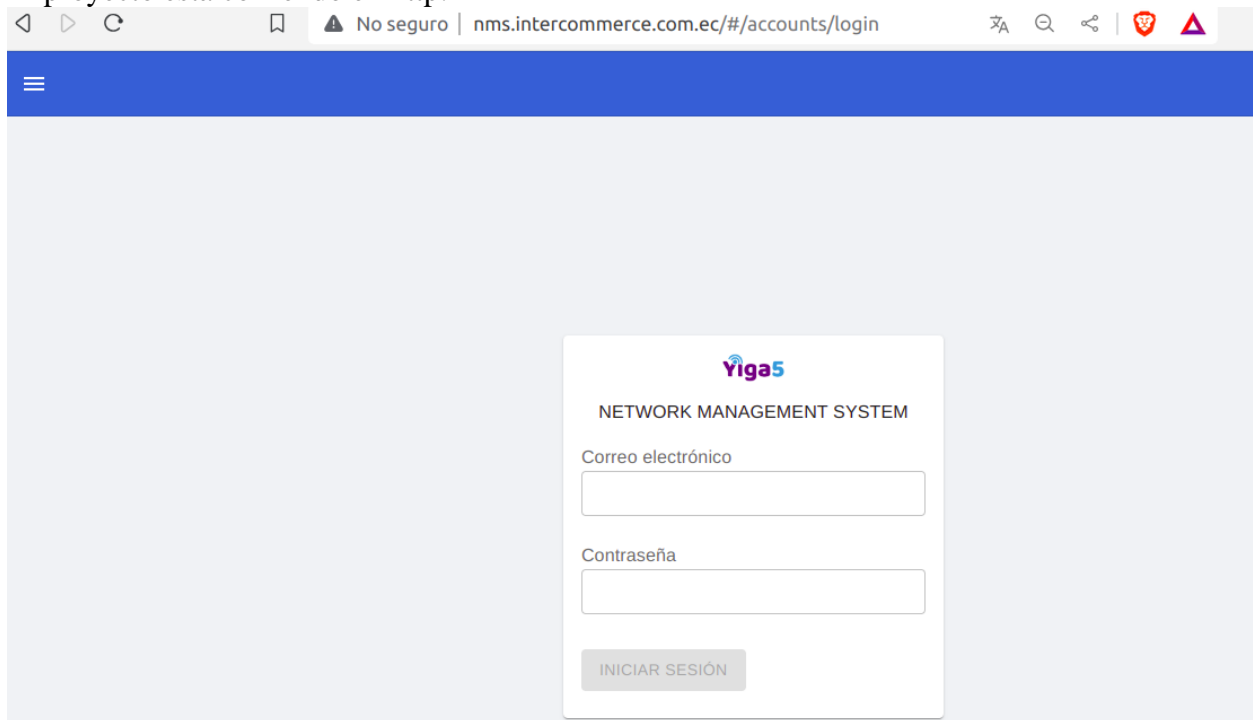 No seguro | nms.intercommerce.com.ec/#/accounts/login
Yiga5
NETWORK MANAGEMENT SYSTEM
Correo electrónico
Contraseña
INICIAR SESIÓN